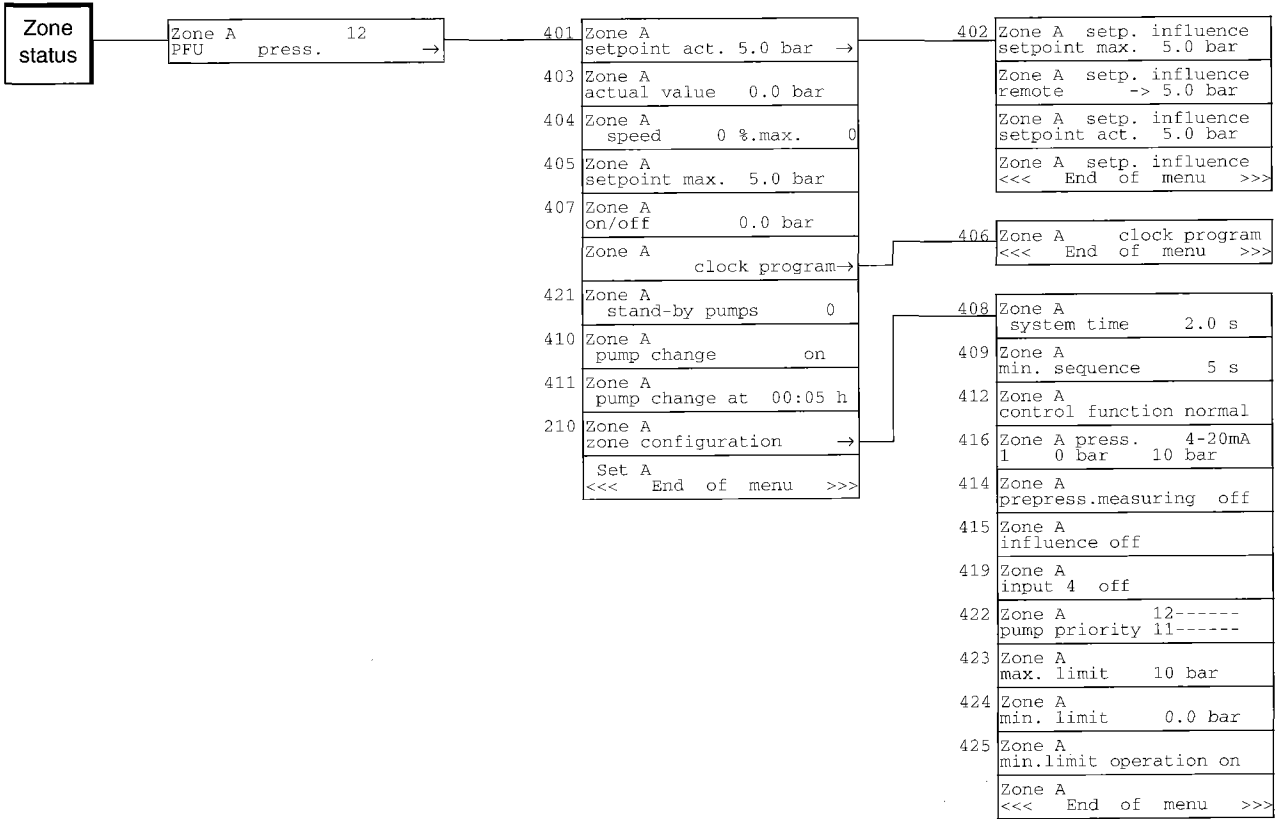 Zone
status
Zone A 12
PFU press. →
401 Zone A
setpoint act. 5.0 bar →
403 Zone A
actual value 0.0 bar
404 Zone A
speed 0 %.max. 0
405 Zone A
setpoint max. 5.0 bar
407 Zone A
on/off 0.0 bar
Zone A
clock program→
421 Zone A
stand-by pumps 0
410 Zone A
pump change on
411 Zone A
pump change at 00:05 h
210 Zone A
zone configuration →
Set A
<<< End of menu >>>
402 Zone A setp. influence
setpoint max. 5.0 bar
Zone A setp. influence
remote -> 5.0 bar
Zone A setp. influence
setpoint act. 5.0 bar
Zone A setp. influence
<<< End of menu >>>
406 Zone A clock program
<<< End of menu >>>
408 Zone A
system time 2.0 s
409 Zone A
min. sequence 5 s
412 Zone A
control function normal
416 Zone A press. 4-20mA
1 0 bar 10 bar
414 Zone A
prepress.measuring off
415 Zone A
influence off
419 Zone A
input 4 off
422 Zone A 12------
pump priority 11------
423 Zone A
max. limit 10 bar
424 Zone A
min. limit 0.0 bar
425 Zone A
min.limit operation on
Zone A
<<< End of menu >>>